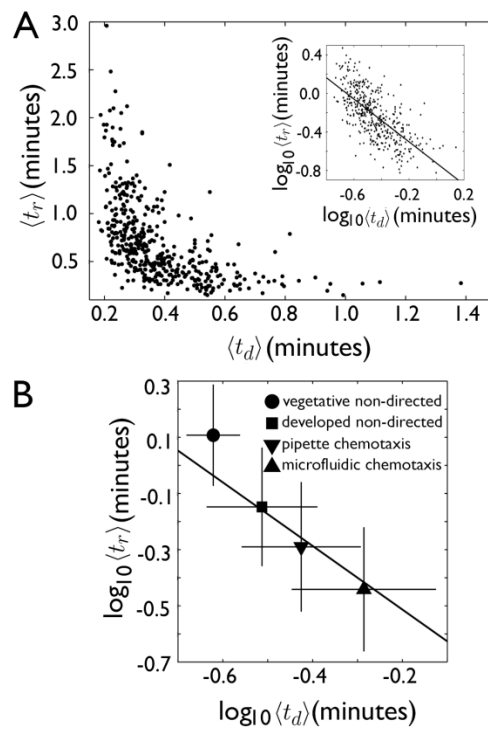 A
⟨t_r⟩ (minutes)
3.0
2.5
2.0
1.5
1.0
0.5
0.2 0.4 0.6 0.8 1.0 1.2 1.4
⟨t_d⟩ (minutes)
log10⟨t_r⟩ (minutes)
0.4
0.0
-0.4
-0.8
-0.6 -0.2 0.2
log10⟨t_d⟩ (minutes)
B
log10⟨t_r⟩ (minutes)
0.3
0.1
-0.1
-0.3
-0.5
-0.7
vegetative non-directed
developed non-directed
pipette chemotaxis
microfluidic chemotaxis
-0.6 -0.4 -0.2
log10⟨t_d⟩ (minutes)